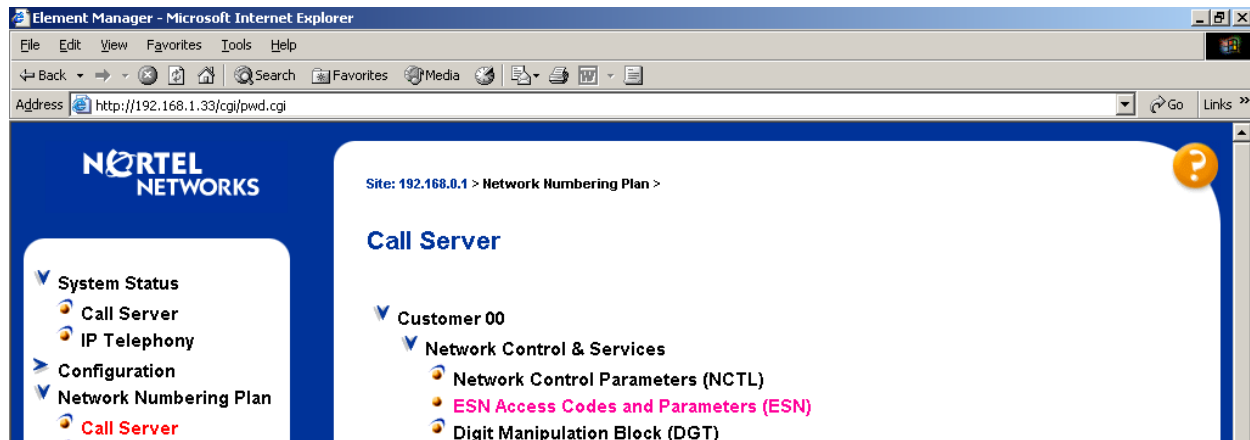 Element Manager - Microsoft Internet Explorer
File Edit View Favorites Tools Help
Back Search Favorites Media
Address http://192.168.1.33/cgi/pwd.cgi Go Links »
NORTEL
NETWORKS
Site: 192.168.0.1 > Network Numbering Plan >
?
Call Server
System Status
Call Server
IP Telephony
Configuration
Network Numbering Plan
Call Server
Customer 00
Network Control & Services
Network Control Parameters (NCTL)
ESN Access Codes and Parameters (ESN)
Digit Manipulation Block (DGT)